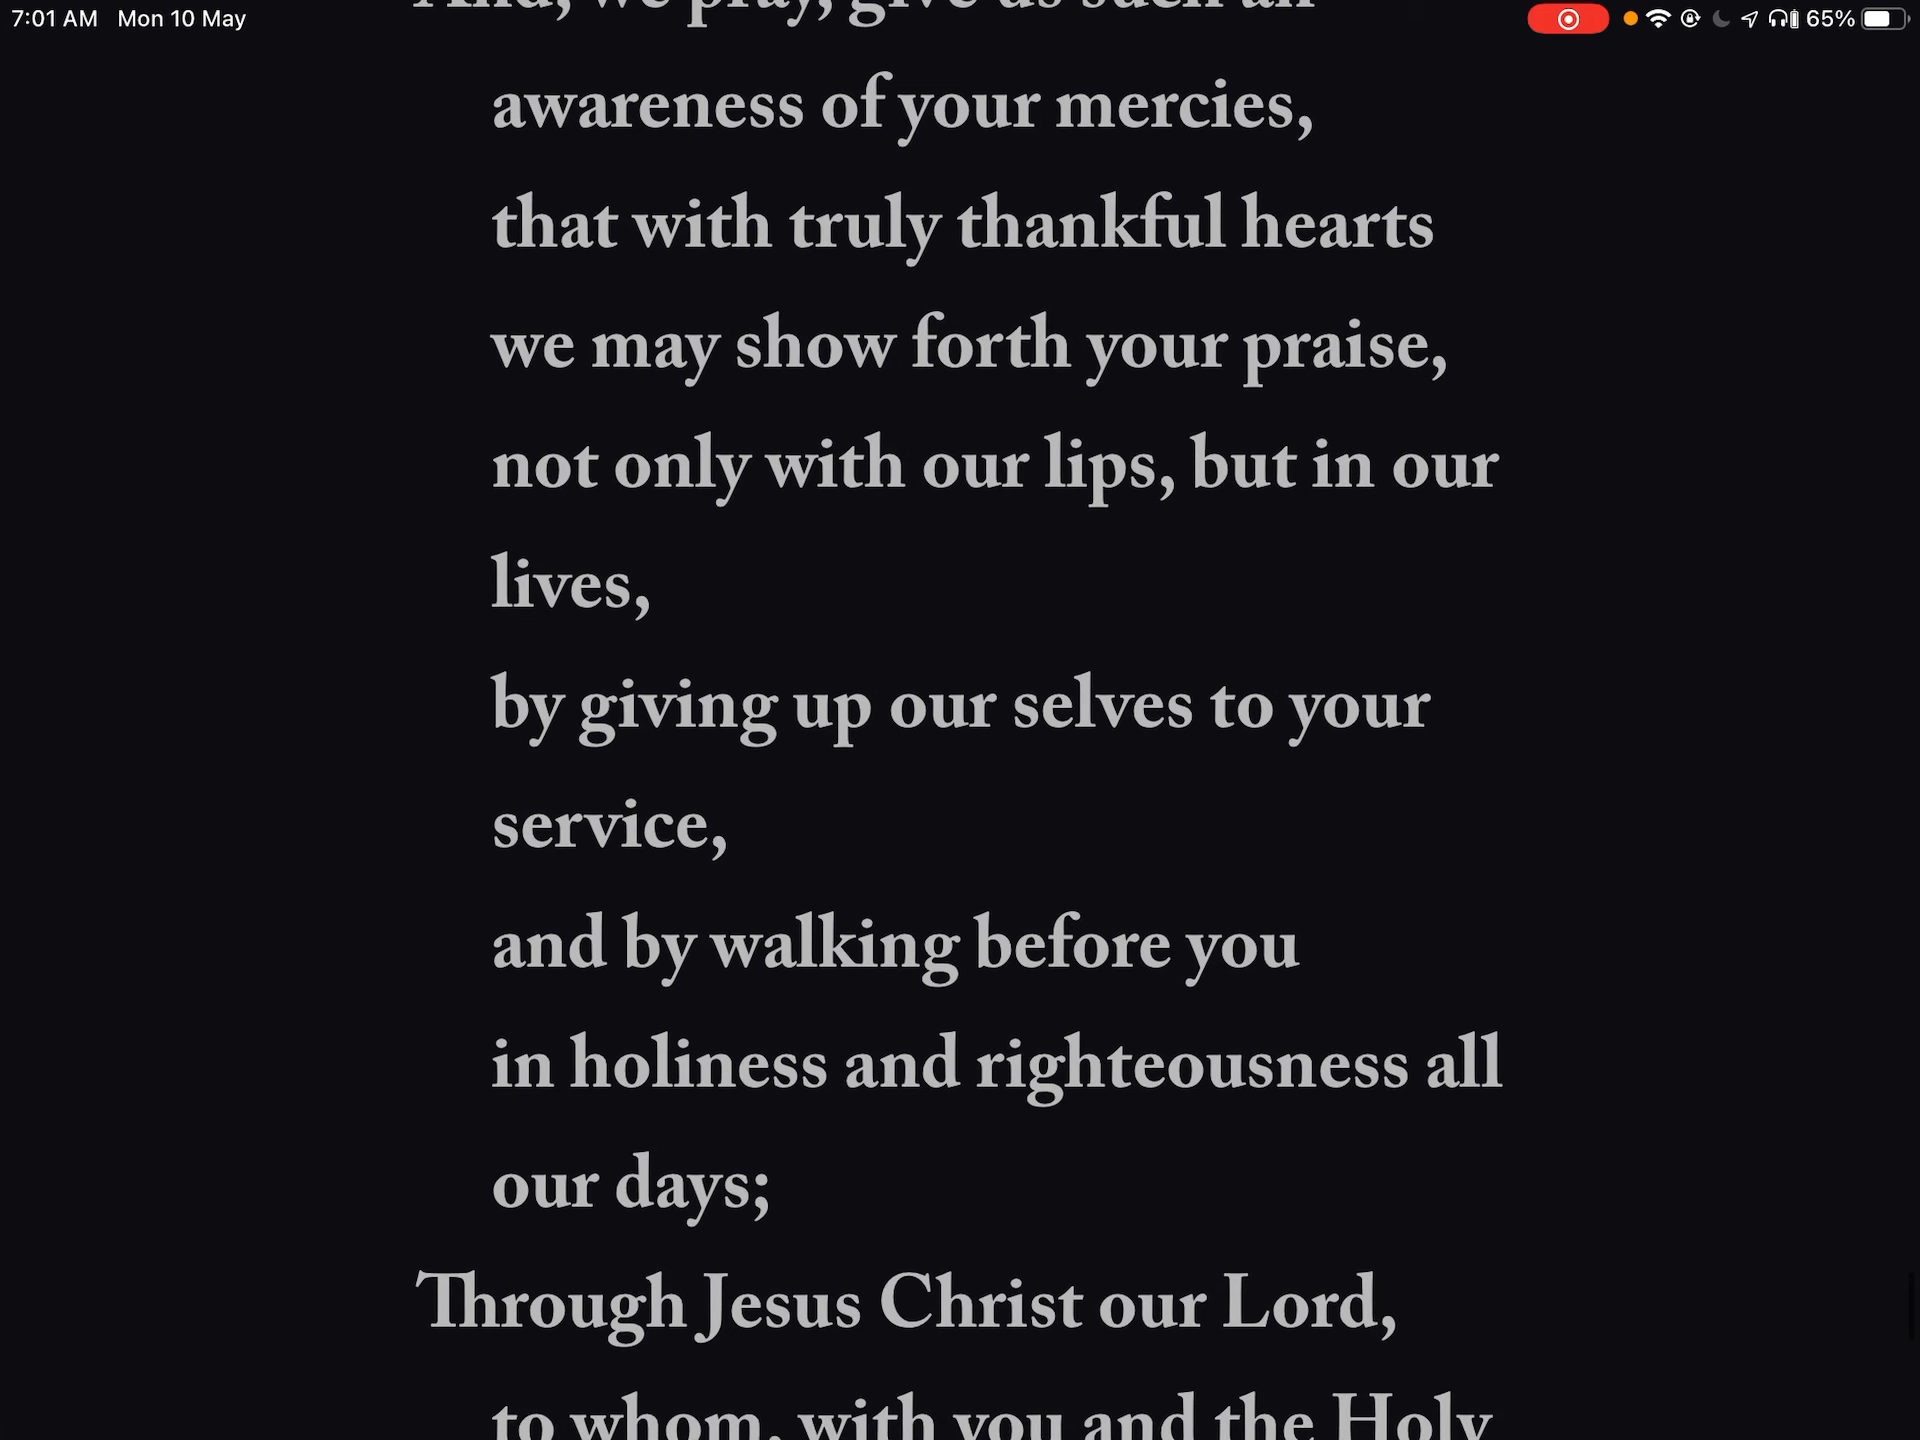 7:01 AM Mon 10 May 65%
And, we pray, give us such an
awareness of your mercies,
that with truly thankful hearts
we may show forth your praise,
not only with our lips, but in our
lives,
by giving up our selves to your
service,
and by walking before you
in holiness and righteousness all
our days;
Through Jesus Christ our Lord,
to whom, with you and the Holy